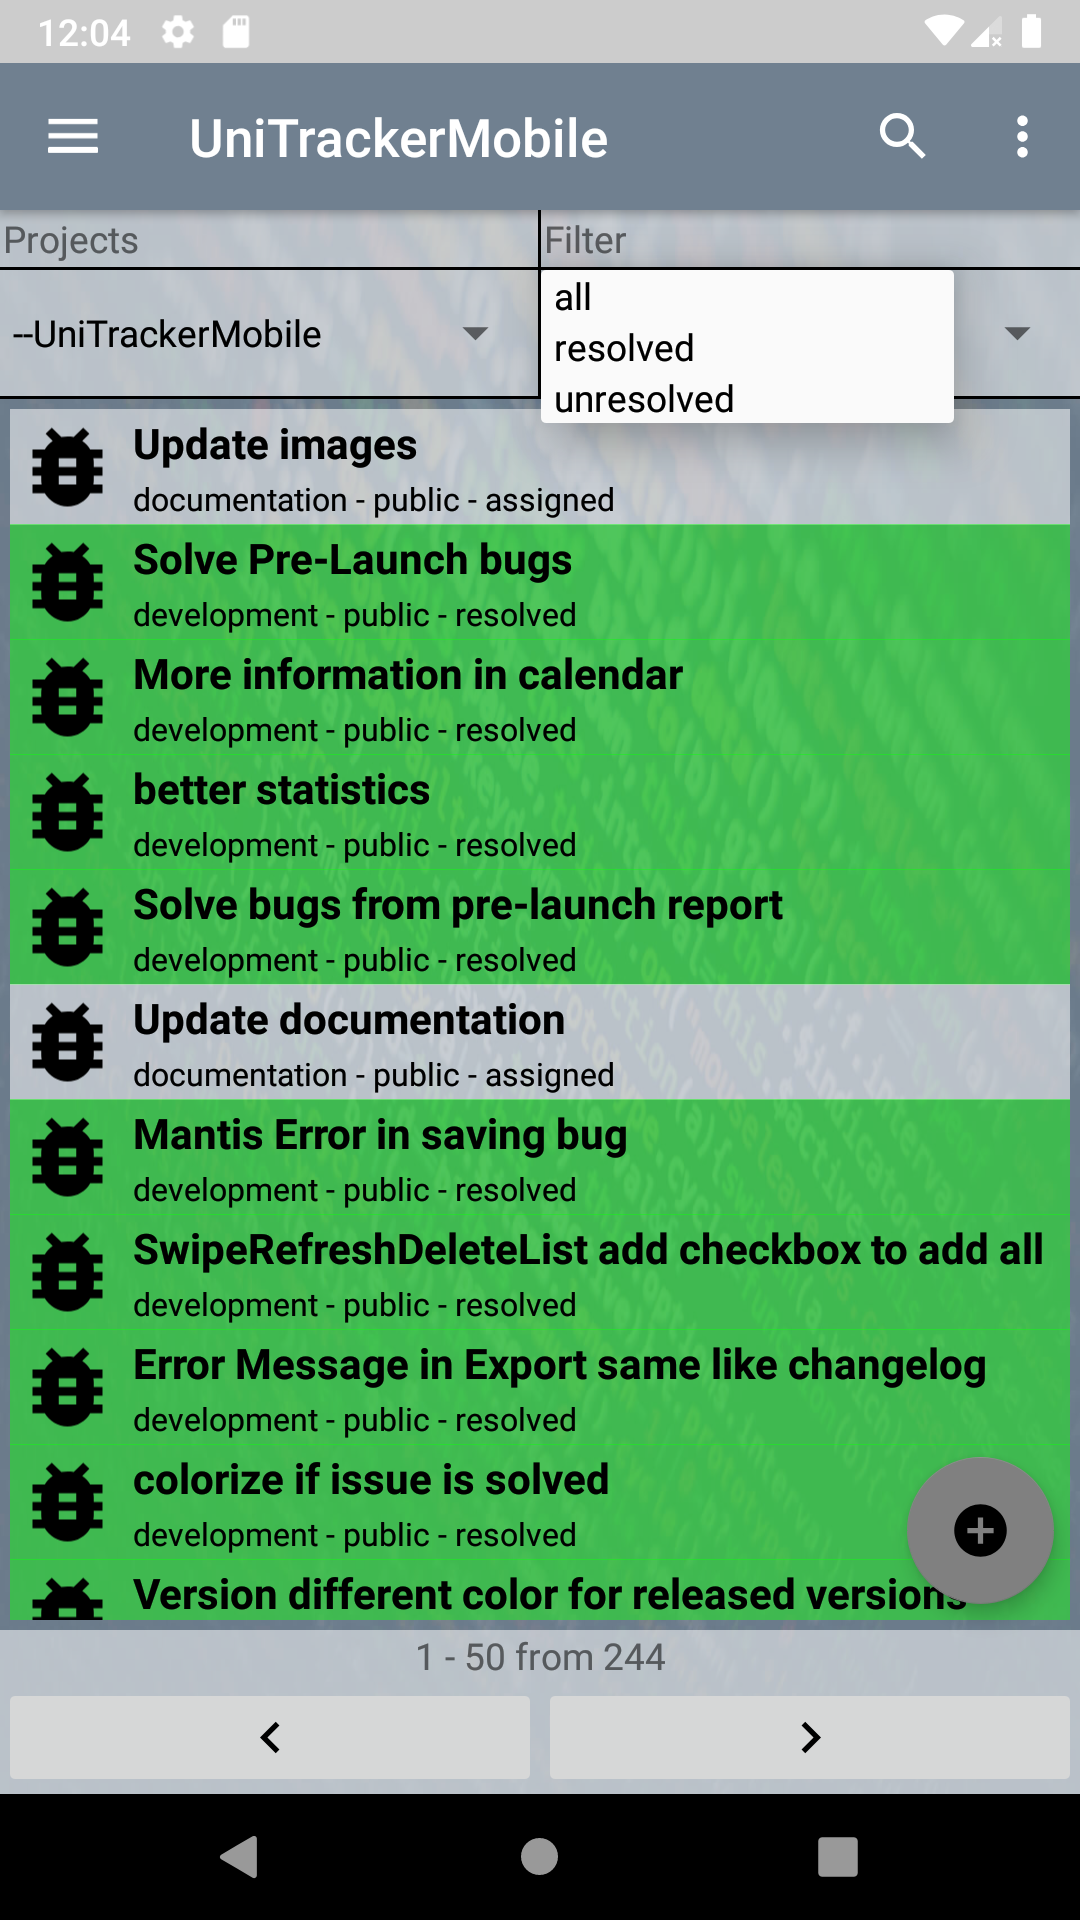 12:04
UniTrackerMobile
Projects
Filter
--UniTrackerMobile
all
resolved
unresolved
Update images
documentation - public - assigned
Solve Pre-Launch bugs
development - public - resolved
More information in calendar
development - public - resolved
better statistics
development - public - resolved
Solve bugs from pre-launch report
development - public - resolved
Update documentation
documentation - public - assigned
Mantis Error in saving bug
development - public - resolved
SwipeRefreshDeleteList add checkbox to add all
development - public - resolved
Error Message in Export same like changelog
development - public - resolved
colorize if issue is solved
development - public - resolved
Version different color for released versions
1 - 50 from 244